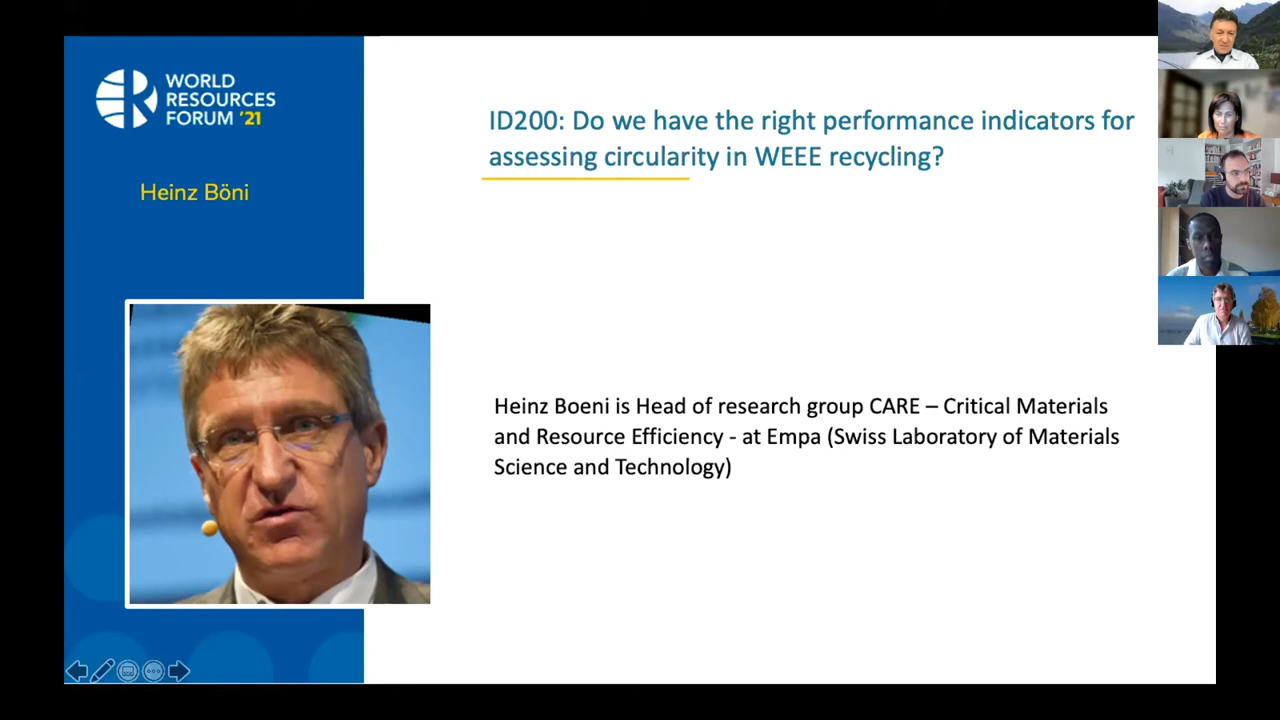 WORLD
RESOURCES
FORUM '21
Heinz Böni
ID200: Do we have the right performance indicators for
assessing circularity in WEEE recycling?
Heinz Boeni is Head of research group CARE – Critical Materials
and Resource Efficiency - at Empa (Swiss Laboratory of Materials
Science and Technology)